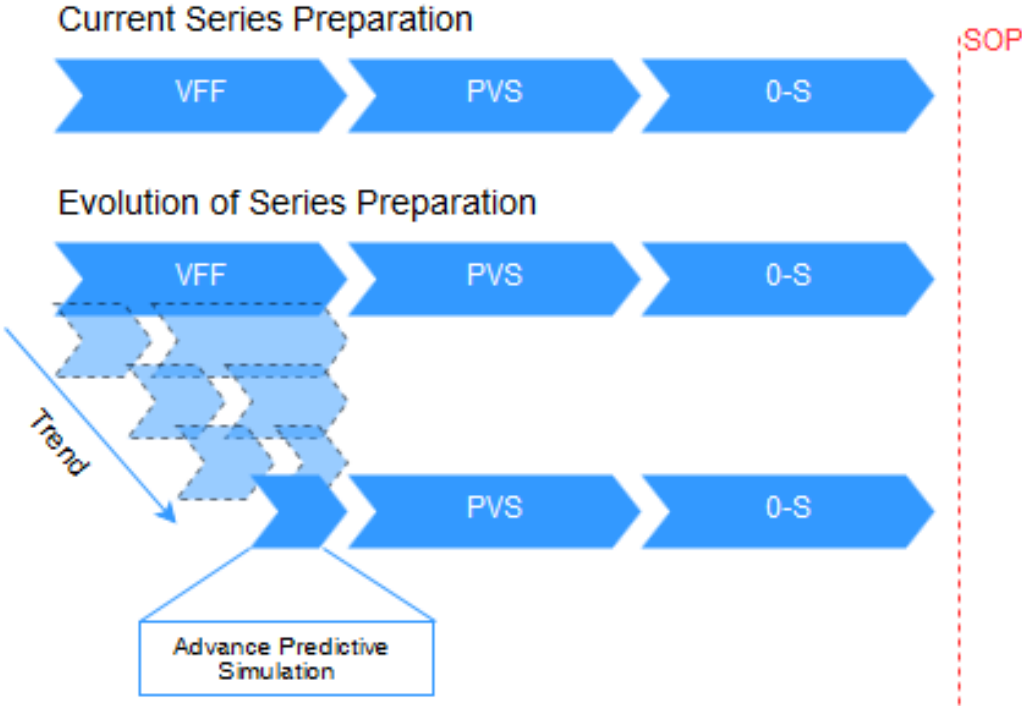 Current Series Preparation
SOP
VFF
PVS
0-S
Evolution of Series Preparation
VFF
PVS
0-S
Trend
PVS
0-S
Advance Predictive
Simulation